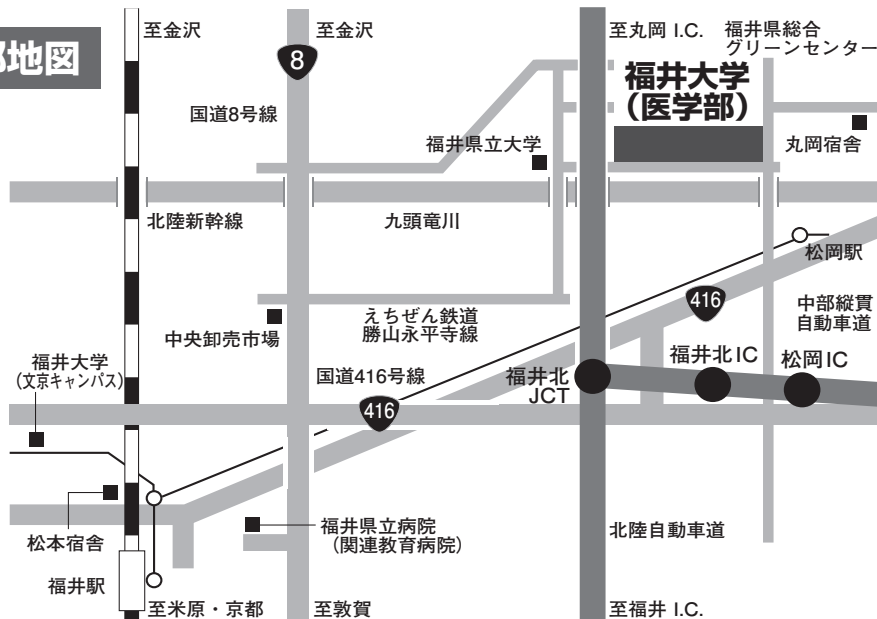 部地図
至金沢
至金沢
至丸岡 I.C.
福井県総合
グリーンセンター
8
国道8号線
福井大学
（医学部）
福井県立大学
丸岡宿舎
北陸新幹線
九頭竜川
松岡駅
416
中部縦貫
自動車道
えちぜん鉄道
勝山永平寺線
中央卸売市場
福井大学
（文京キャンパス）
国道416号線
福井北
JCT
福井北 IC
松岡 IC
416
松本宿舎
福井県立病院
（関連教育病院）
北陸自動車道
福井駅
至米原・京都
至敦賀
至福井 I.C.